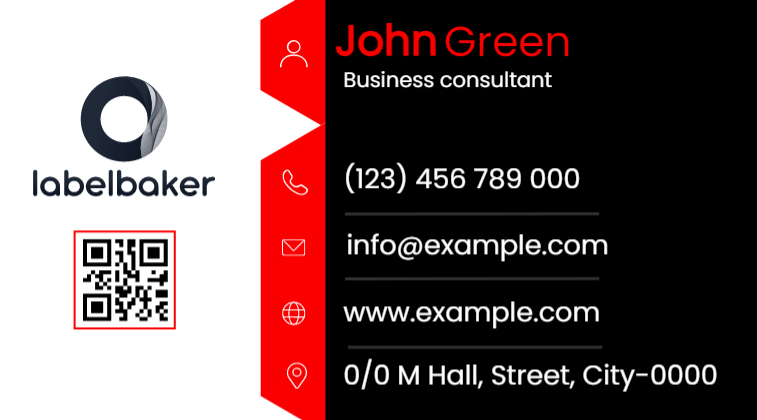 labelbaker
John Green
Business consultant
(123) 456 789 000
info@example.com
www.example.com
0/0 M Hall, Street, City-0000